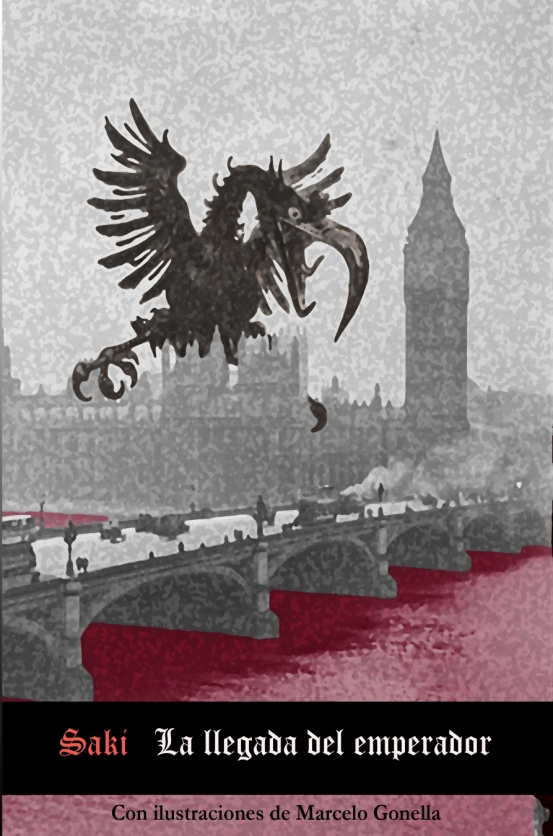 Saki La llegada del emperador
Con ilustraciones de Marcelo Gonella